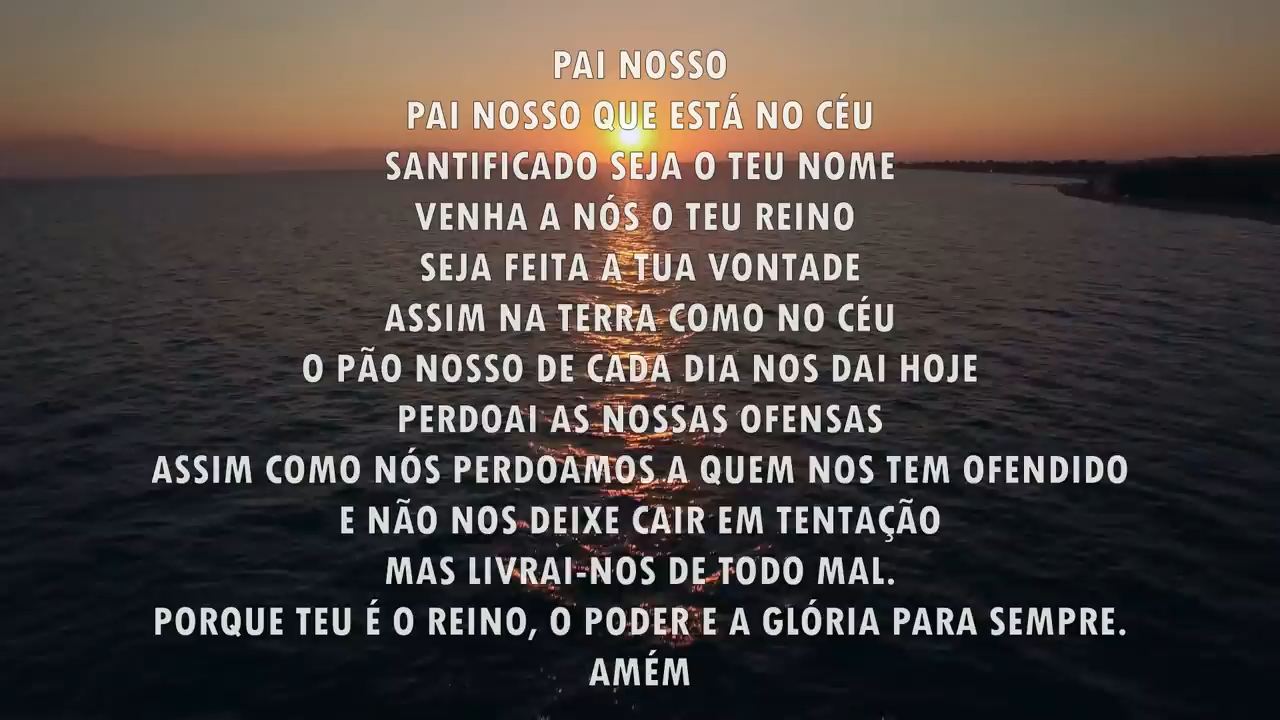 PAI NOSSO
PAI NOSSO QUE ESTÁ NO CÉU
SANTIFICADO SEJA O TEU NOME
VENHA A NÓS O TEU REINO
SEJA FEITA A TUA VONTADE
ASSIM NA TERRA COMO NO CÉU
O PÃO NOSSO DE CADA DIA NOS DAI HOJE
PERDOAI AS NOSSAS OFENSAS
ASSIM COMO NÓS PERDOAMOS A QUEM NOS TEM OFENDIDO
E NÃO NOS DEIXE CAIR EM TENTAÇÃO
MAS LIVRAI-NOS DE TODO MAL.
PORQUE TEU É O REINO, O PODER E A GLÓRIA PARA SEMPRE.
AMÉM